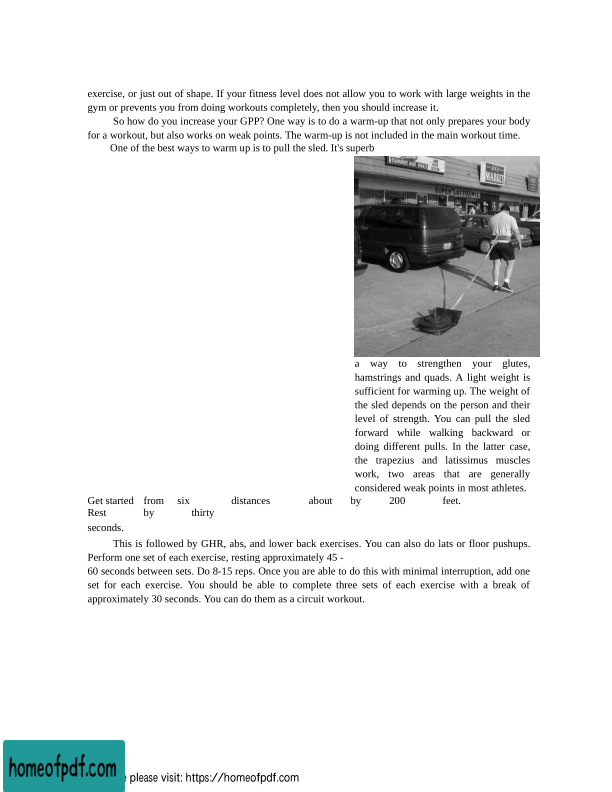 exercise, or just out of shape. If your fitness level does not allow you to work with large weights in the
gym or prevents you from doing workouts completely, then you should increase it.
So how do you increase your GPP? One way is to do a warm-up that not only prepares your body
for a workout, but also works on weak points. The warm-up is not included in the main workout time.
One of the best ways to warm up is to pull the sled. It's superb
MARKET
a way to strengthen your glutes,
hamstrings and quads. A light weight is
sufficient for warming up. The weight of
the sled depends on the person and their
level of strength. You can pull the sled
forward while walking backward or
doing different pulls. In the latter case,
the trapezius and latissimus muscles
work, two areas that are generally
considered weak points in most athletes.
Get started from six distances about by 200 feet.
Rest by thirty
seconds.
This is followed by GHR, abs, and lower back exercises. You can also do lats or floor pushups.
Perform one set of each exercise, resting approximately 45 -
60 seconds between sets. Do 8-15 reps. Once you are able to do this with minimal interruption, add one
set for each exercise. You should be able to complete three sets of each exercise with a break of
approximately 30 seconds. You can do them as a circuit workout.
homeofpdf.com
e please visit: https://homeofpdf.com